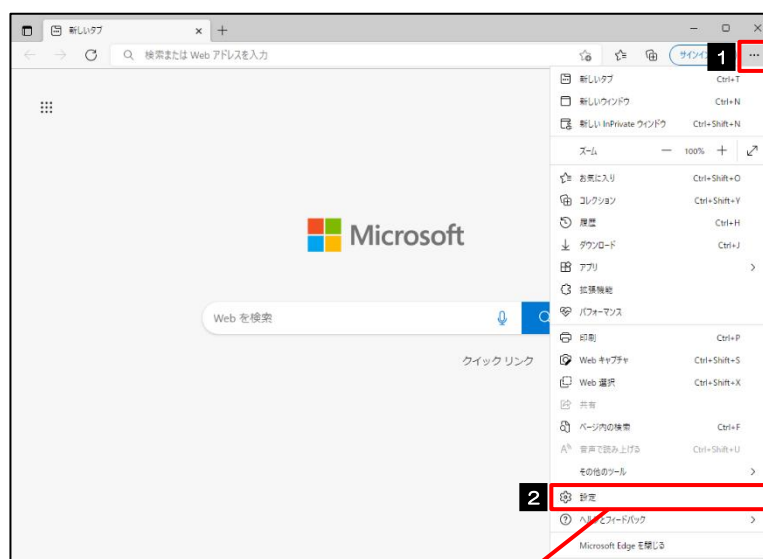 新しいタブ
検索または Web アドレスを入力
1
新しいタブ Ctrl+T
新しいウィンドウ Ctrl+N
新しい InPrivate ウィンドウ Ctrl+Shift+N
ズーム 100%
お気に入り Ctrl+Shift+O
コレクション Ctrl+Shift+Y
履歴 Ctrl+H
ダウンロード Ctrl+J
アプリ
拡張機能
パフォーマンス
Microsoft
Web を検索
クイック リンク
印刷 Ctrl+P
Web キャプチャ Ctrl+Shift+S
Web 選択 Ctrl+Shift+X
共有
ページ内の検索 Ctrl+F
音声で読み上げる Ctrl+Shift+U
その他のツール
2 設定
ヘルプとフィードバック
Microsoft Edge を閉じる